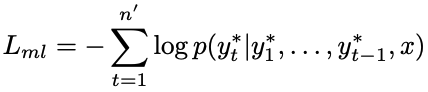 L_{ml} = -\sum_{t=1}^{n'} \log p(y_t^* | y_1^*, \ldots, y_{t-1}^*, x)